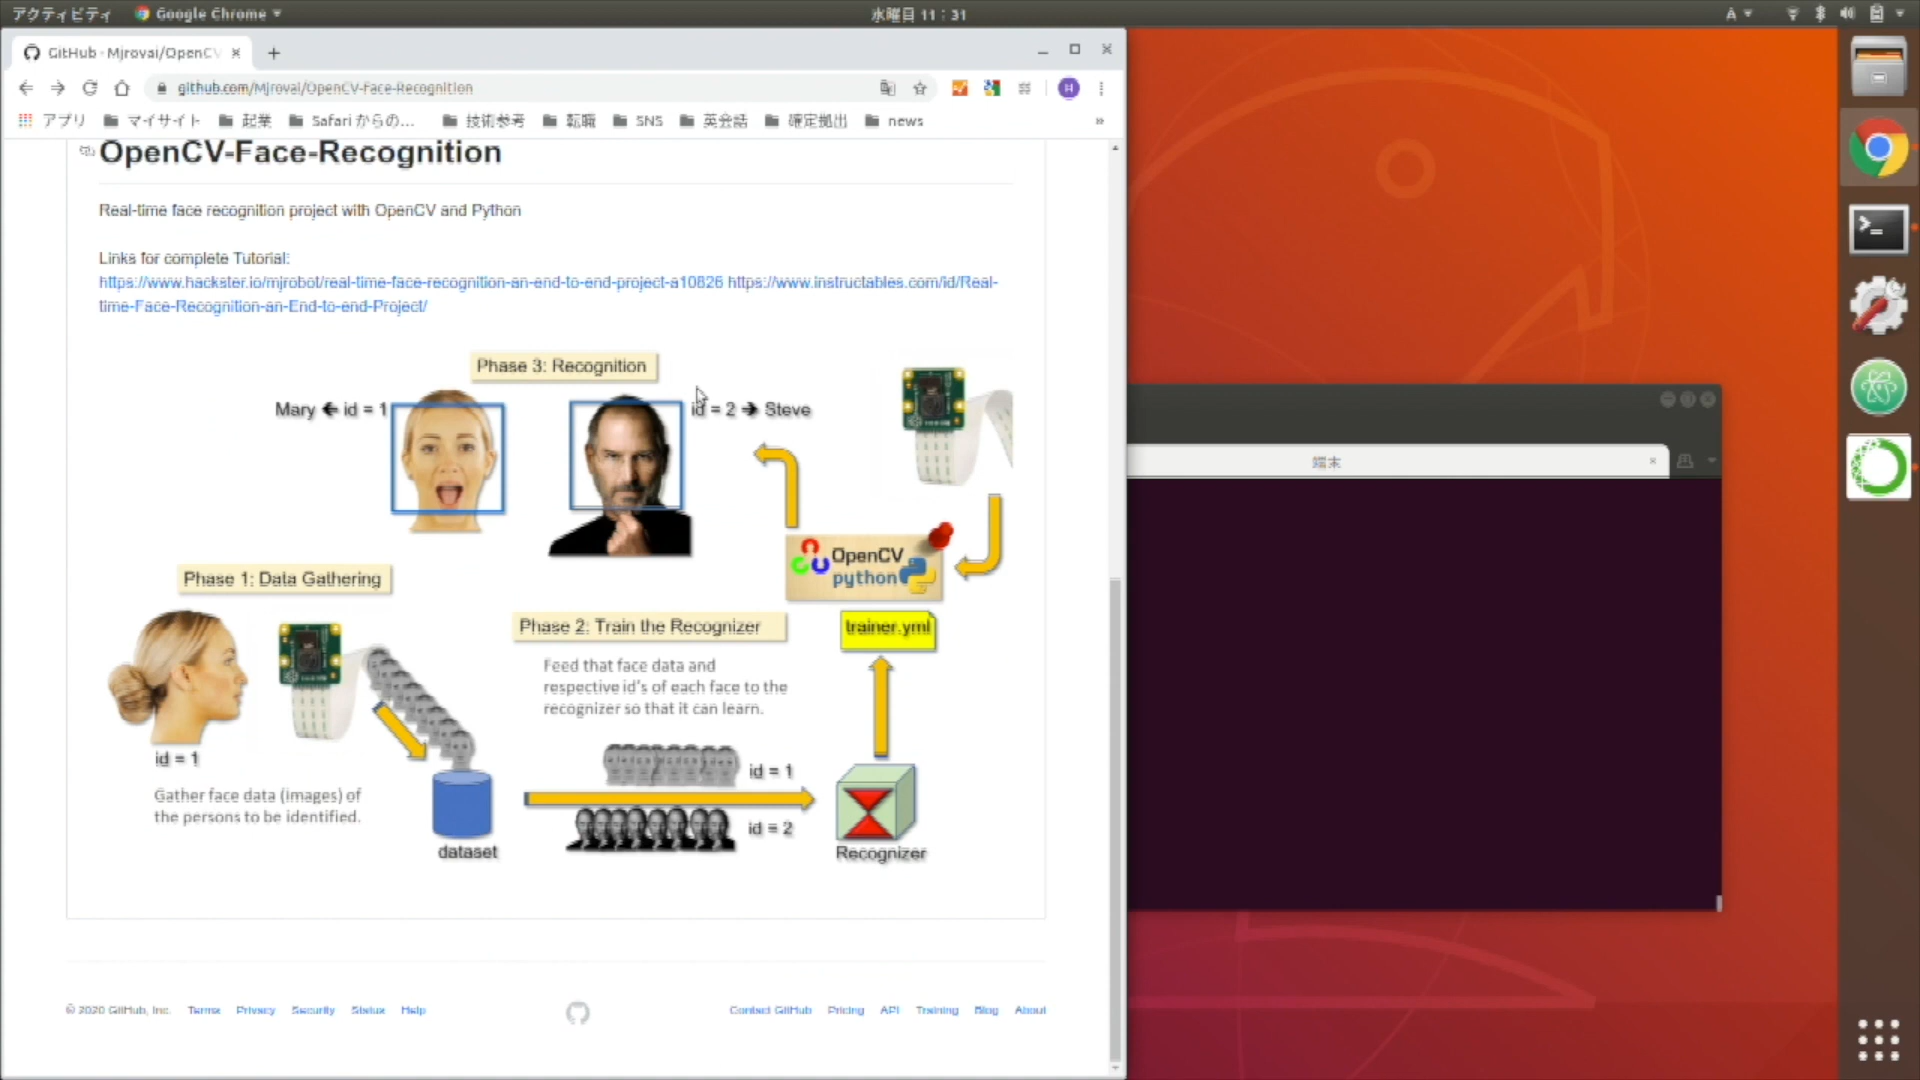 アクティビティ
Google Chrome
水曜日 11：31
A
GitHub - Mjrovai/OpenCV
github.com/Mjrovai/OpenCV-Face-Recognition
H
アプリ
マイサイト
起業
Safari からの...
技術参考
転職
SNS
英会話
確定拠出
news
»
OpenCV-Face-Recognition
Real-time face recognition project with OpenCV and Python
Links for complete Tutorial:
https://www.hackster.io/mjrobot/real-time-face-recognition-an-end-to-end-project-a10826 https://www.instructables.com/id/Real-
time-Face-Recognition-an-End-to-end-Project/
Phase 3: Recognition
Mary ← id = 1
id = 2 → Steve
OpenCV
python
端末
Phase 1: Data Gathering
Phase 2: Train the Recognizer
trainer.yml
Feed that face data and
respective id's of each face to the
recognizer so that it can learn.
id = 1
Gather face data (images) of
the persons to be identified.
id = 1
id = 2
dataset
Recognizer
© 2020 GitHub, Inc.
Terms
Privacy
Security
Status
Help
Contact GitHub
Pricing
API
Training
Blog
About